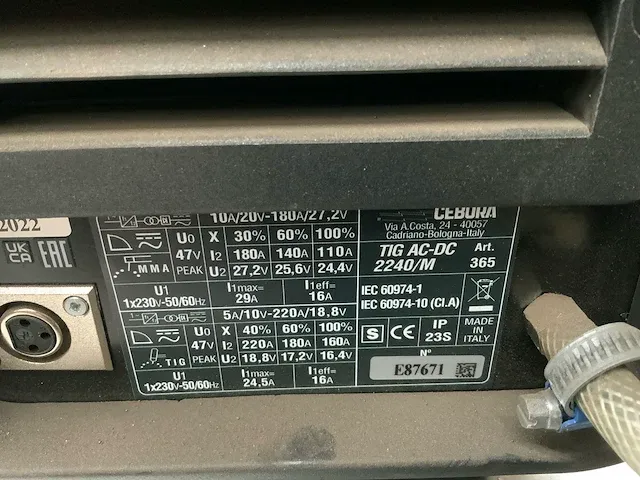 2022
UK
CA
EAC
10A/20V-180A/27,2V
U0 X 30% 60% 100%
47V I2 180A 140A 110A
MMA PEAK U2 27,2V 25,6V 24,4V
U1
1x230V-50/60Hz
I1max=
29A
I1eff=
16A
5A/10V-220A/18,8V
U0 X 40% 60% 100%
47V I2 220A 180A 160A
TIG PEAK U2 18,8V 17,2V 16,4V
U1
1x230V-50/60Hz
I1max=
24,5A
I1eff=
16A
CEBORA
Via A.Costa, 24 - 40057
Cadriano-Bologna-Italy
TIG AC-DC
2240/M
Art.
365
IEC 60974-1
IEC 60974-10 (Cl.A)
S CE IP
23S
MADE IN
ITALY
N°
E87671